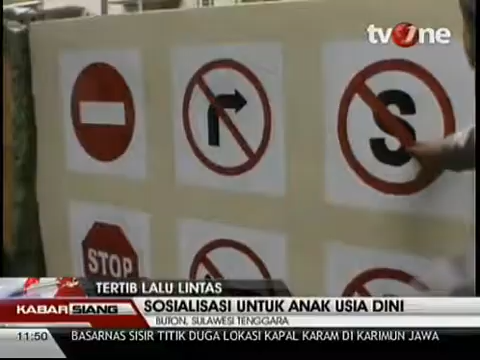 tvOne
S
STOP
TERTIB LALU LINTAS
KABAR SIANG
SOSIALISASI UNTUK ANAK USIA DINI
BUTON, SULAWESI TENGGARA
11:50 BASARNAS SISIR TITIK DUGA LOKASI KAPAL KARAM DI KARIMUN JAWA